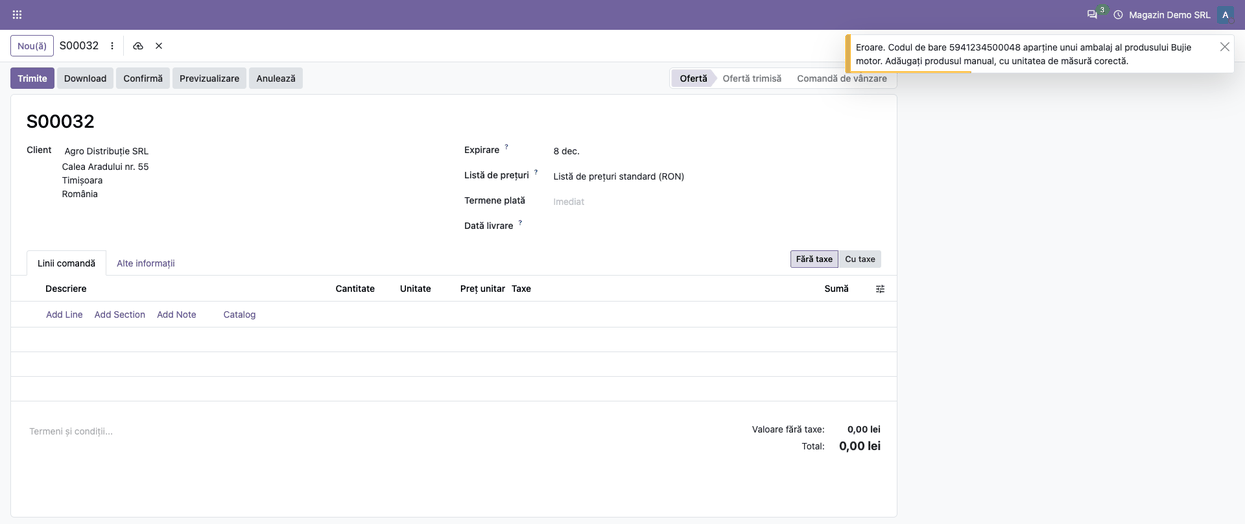 3 Magazin Demo SRL A
Nou(ă) S00032
Eroare. Codul de bare 5941234500048 aparține unui ambalaj al produsului Bujie
motor. Adăugați produsul manual, cu unitatea de măsură corectă.
Trimite Download Confirmă Previzualizare Anulează Ofertă Ofertă trimisă Comandă de vânzare
S00032
Client Agro Distribuție SRL
Calea Aradului nr. 55
Timișoara
România
Expirare ? 8 dec.
Listă de prețuri ? Listă de prețuri standard (RON)
Termene plată Imediat
Dată livrare ?
Linii comandă Alte informații Fără taxe Cu taxe
Descriere Cantitate Unitate Preț unitar Taxe Sumă
Add Line Add Section Add Note Catalog
Termeni și condiții...
Valoare fără taxe: 0,00 lei
Total: 0,00 lei